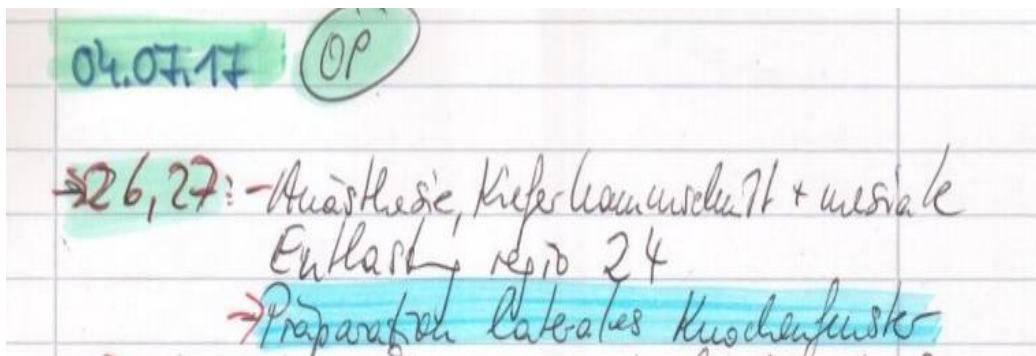 04.07.17 OP
→26,27: - Anästhesie, Kieferkammschnitt + mesiale
Entlastung regio 24
→Präparation laterales Knochenfenster